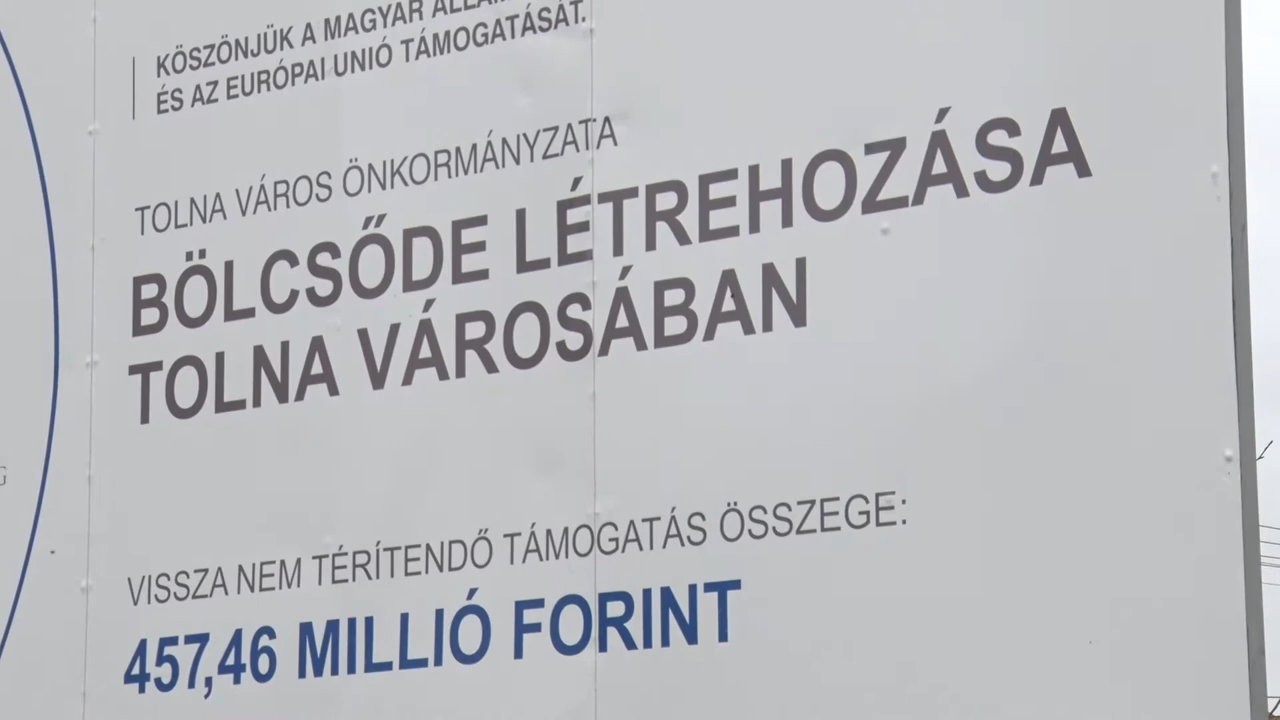 KÖSZÖNJÜK A MAGYAR
ÉS AZ EURÓPAI UNIÓ TÁMOGATÁSÁT.
TOLNA VÁROS ÖNKORMÁNYZATA
BÖLCSŐDE LÉTREHOZÁSA
TOLNA VÁROSÁBAN
VISSZA NEM TÉRÍTENDŐ TÁMOGATÁS ÖSSZEGE:
457,46 MILLIÓ FORINT